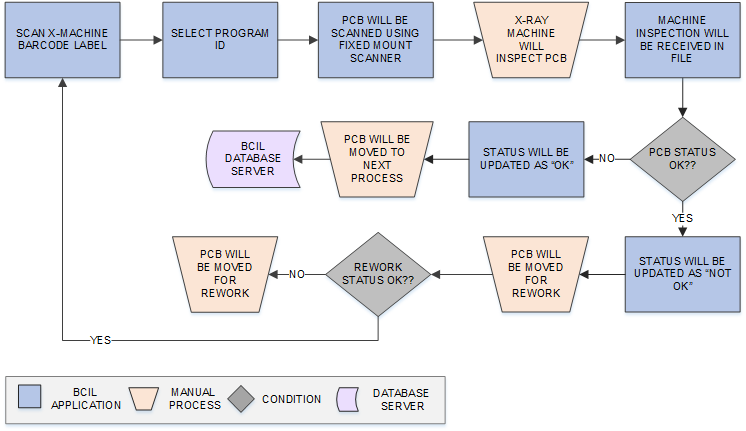 SCAN X-MACHINE
BARCODE LABEL
SELECT PROGRAM
ID
PCB WILL BE
SCANNED USING
FIXED MOUNT
SCANNER
X-RAY
MACHINE
WILL
INSPECT PCB
MACHINE
INSPECTION WILL
BE RECEIVED IN
FILE
BCIL
DATABASE
SERVER
PCB WILL BE
MOVED TO
NEXT
PROCESS
STATUS WILL BE
UPDATED AS “OK”
NO
PCB STATUS
OK??
YES
PCB WILL
BE MOVED
FOR
REWORK
NO
REWORK
STATUS OK??
PCB WILL
BE MOVED
FOR
REWORK
STATUS WILL BE
UPDATED AS “NOT
OK”
YES
BCIL
APPLICATION
MANUAL
PROCESS
CONDITION
DATABASE
SERVER